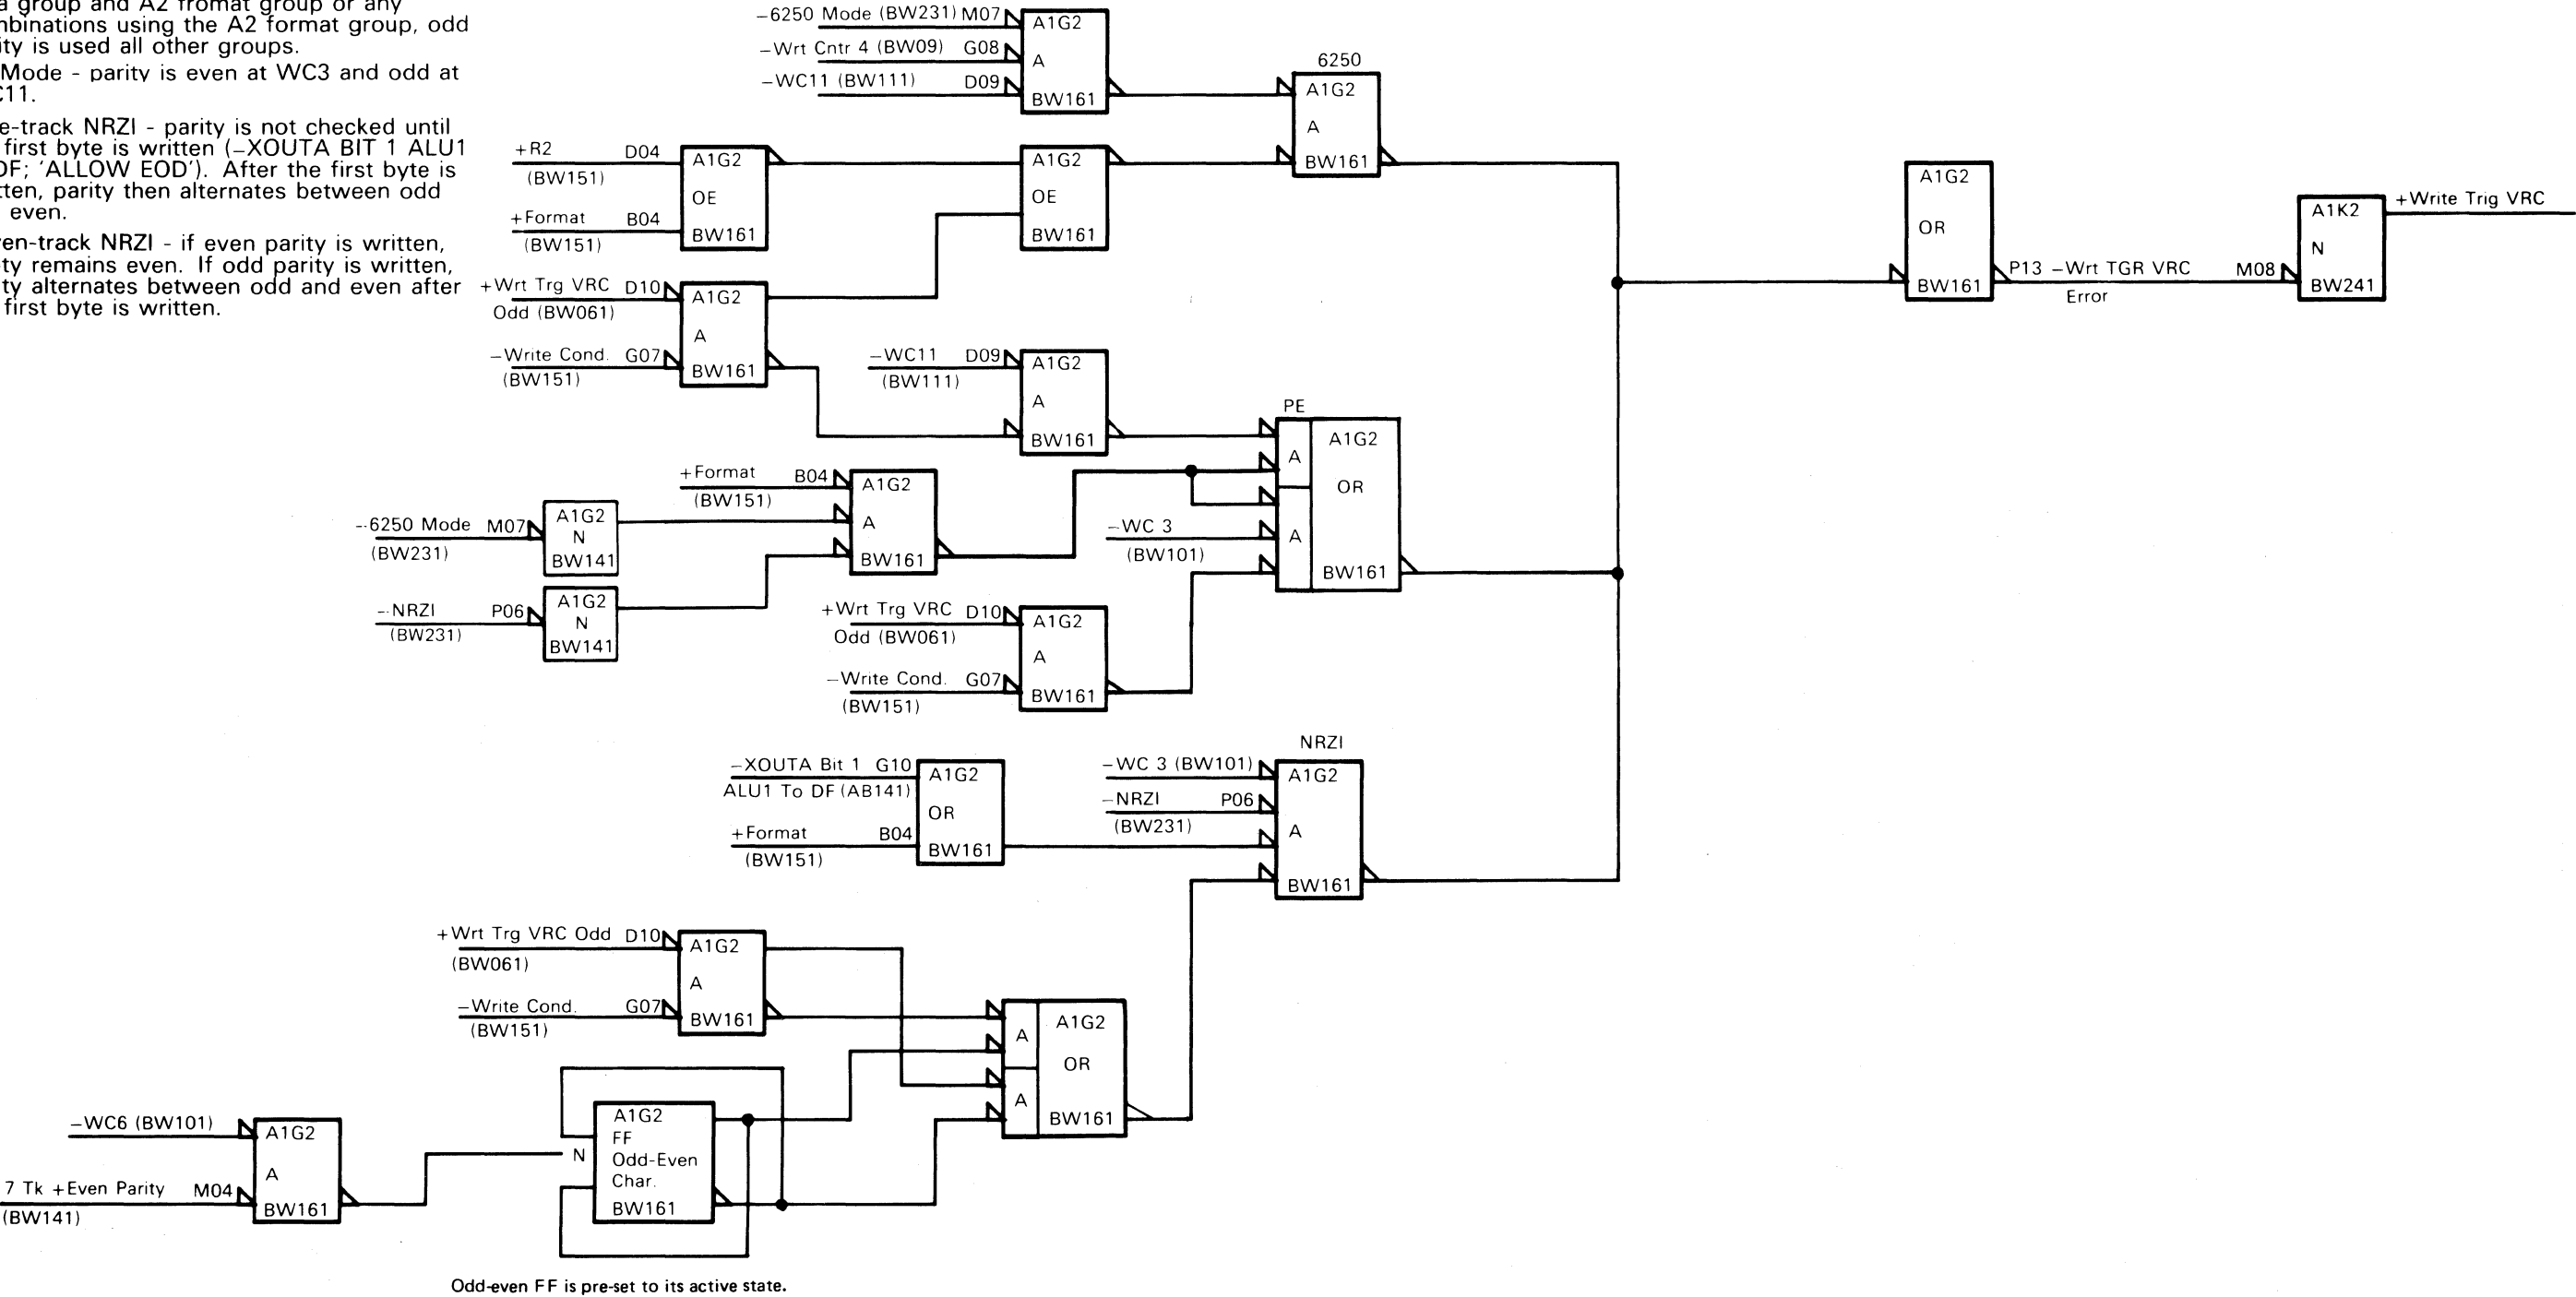 a group and A2 fromat group or any
mbinations using the A2 format group, odd
ity is used all other groups.
Mode - parity is even at WC3 and odd at
C11.
e-track NRZI - parity is not checked until
first byte is written (–XOUTA BIT 1 ALU1
DF; 'ALLOW EOD'). After the first byte is
tten, parity then alternates between odd
even.
en-track NRZI - if even parity is written,
ty remains even. If odd parity is written,
ty alternates between odd and even after
first byte is written.
–6250 Mode (BW231) M07
–Wrt Cntr 4 (BW09) G08
–WC11 (BW111) D09
A1G2
A
BW161
6250
A1G2
A
BW161
+R2 D04
(BW151)
+Format B04
(BW151)
A1G2
OE
BW161
A1G2
OE
BW161
+Wrt Trg VRC D10
Odd (BW061)
–Write Cond. G07
(BW151)
A1G2
A
BW161
–WC11 D09
(BW111)
A1G2
A
BW161
PE
A
A
A1G2
OR
BW161
+Format B04
(BW151)
A1G2
A
BW161
–6250 Mode M07
(BW231)
A1G2
N
BW141
–NRZI P06
(BW231)
A1G2
N
BW141
–WC 3
(BW101)
+Wrt Trg VRC D10
Odd (BW061)
–Write Cond. G07
(BW151)
A1G2
A
BW161
A1G2
OR
BW161
P13 –Wrt TGR VRC M08
Error
A1K2
N
BW241
+Write Trig VRC
–XOUTA Bit 1 G10
ALU1 To DF (AB141)
+Format B04
(BW151)
A1G2
OR
BW161
NRZI
–WC 3 (BW101)
–NRZI P06
(BW231)
A1G2
A
BW161
+Wrt Trg VRC Odd D10
(BW061)
–Write Cond. G07
(BW151)
A1G2
A
BW161
A
A
A1G2
OR
BW161
–WC6 (BW101)
7 Tk +Even Parity M04
(BW141)
A1G2
A
BW161
N
A1G2
FF
Odd-Even
Char.
BW161
Odd-even FF is pre-set to its active state.